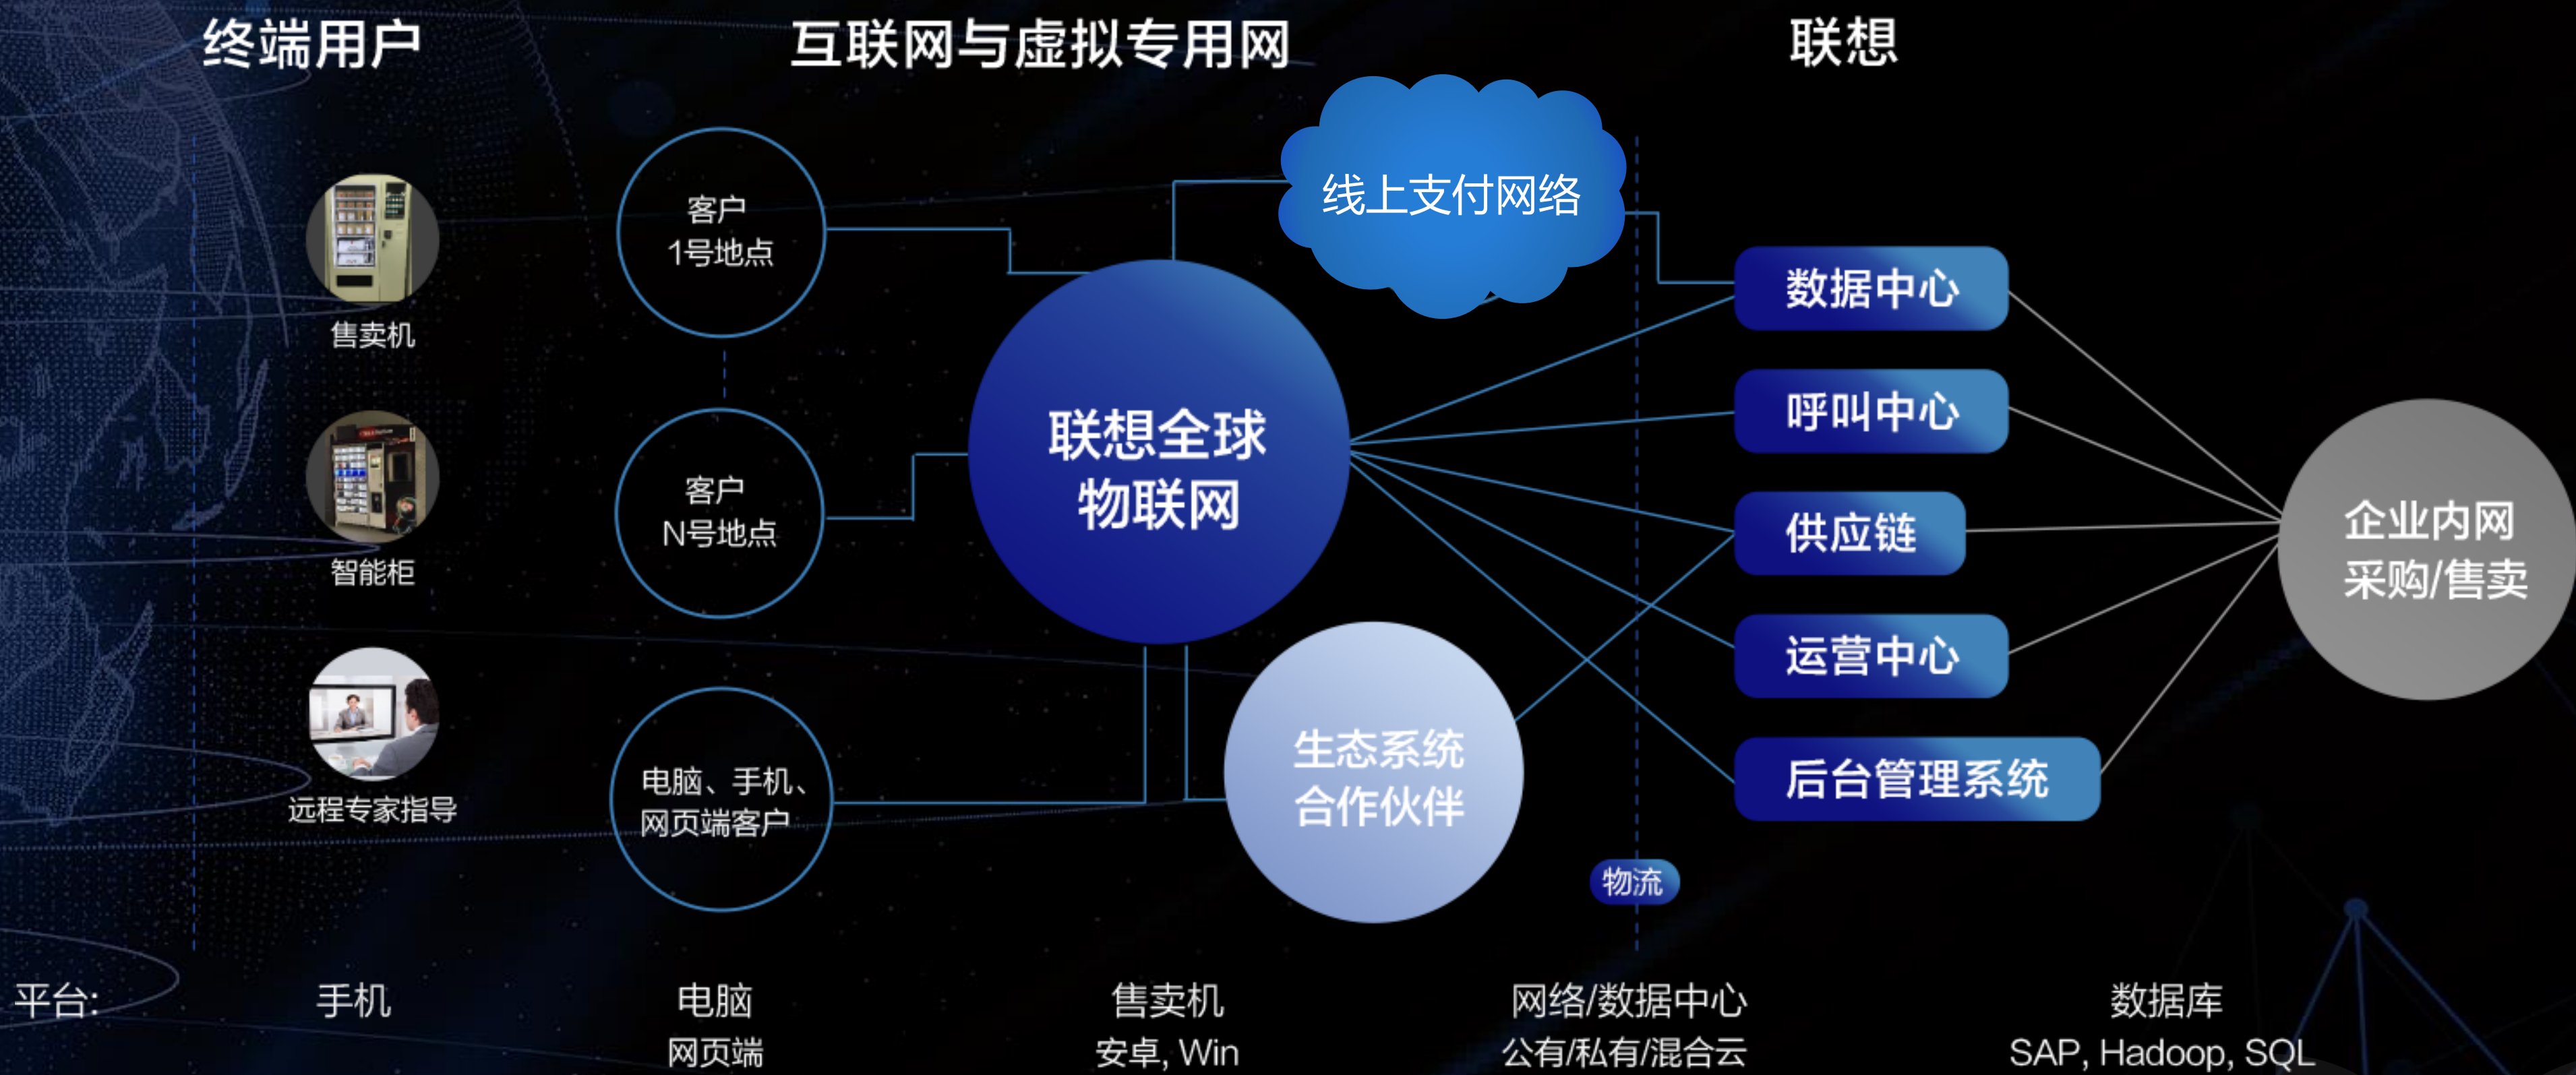 终端用户
互联网与虚拟专用网
联想
售卖机
智能柜
远程专家指导
客户
1号地点
客户
N号地点
电脑、手机、
网页端客户
线上支付网络
联想全球
物联网
生态系统
合作伙伴
物流
数据中心
呼叫中心
供应链
运营中心
后台管理系统
企业内网
采购/售卖
平台:
手机
电脑
网页端
售卖机
安卓, Win
网络/数据中心
公有/私有/混合云
数据库
SAP, Hadoop, SQL